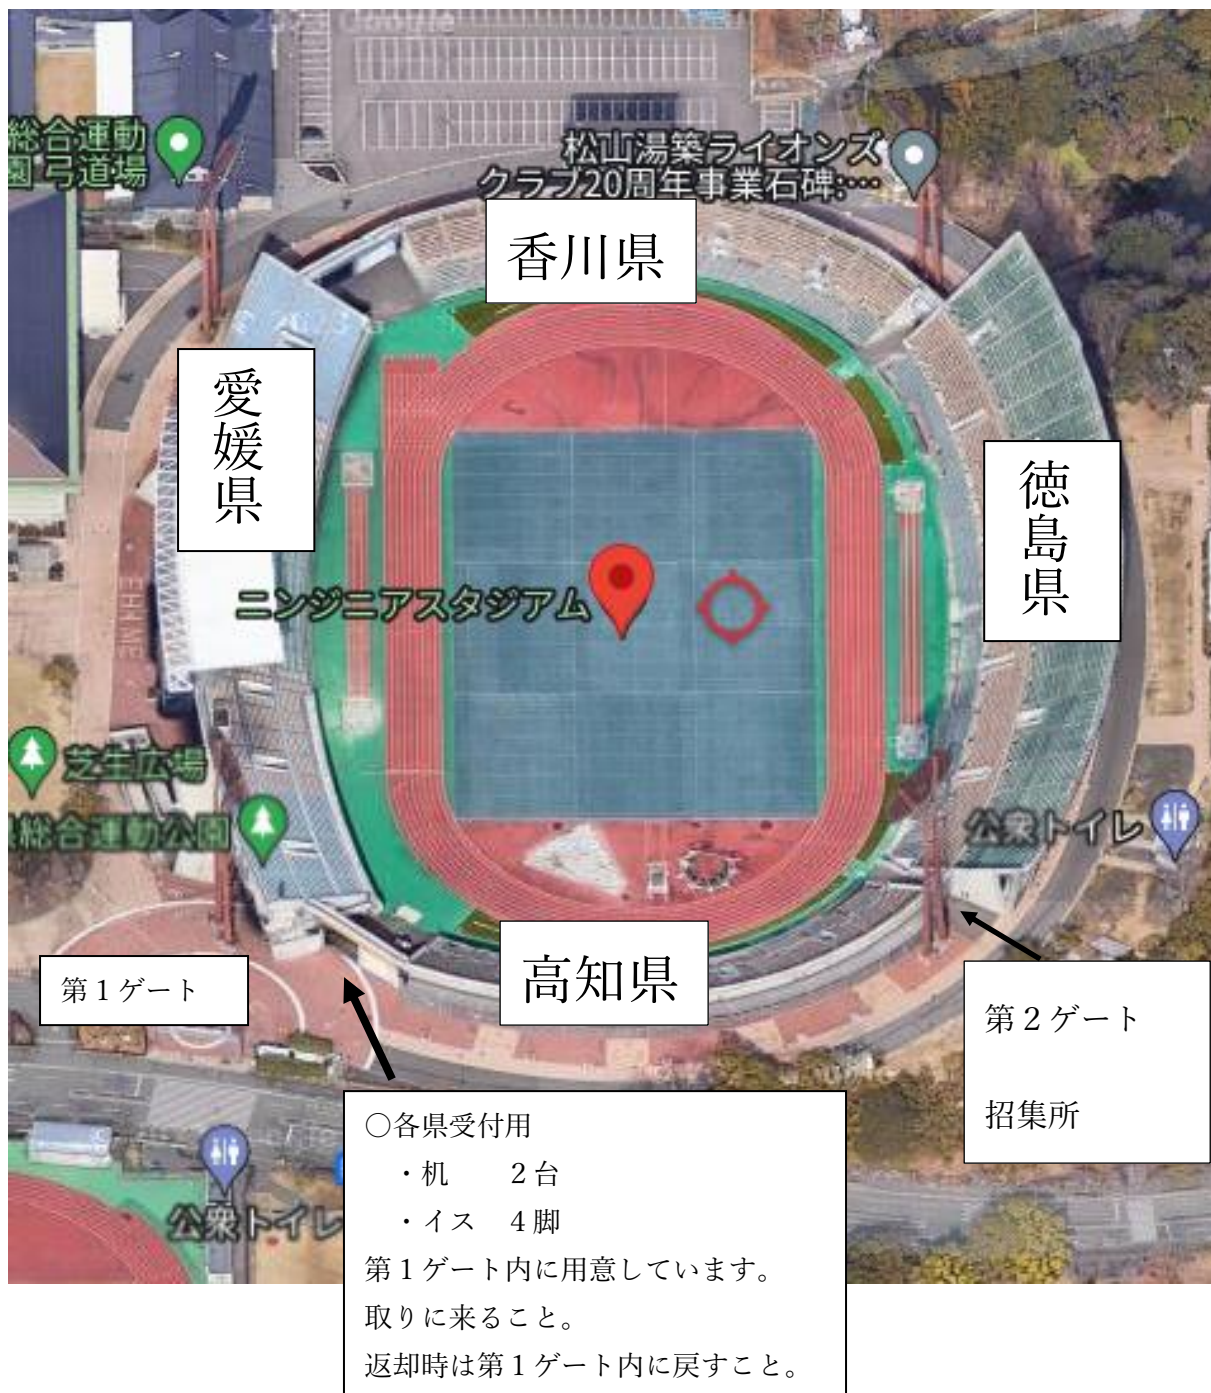 総合運動
園 弓道場
松山湯築ライオンズ
クラブ20周年事業石碑:…
香川県
愛媛県
徳島県
ニンジニアスタジアム
EHIME
芝生広場
総合運動公園
公衆トイレ
高知県
第１ゲート
第２ゲート
招集所
公衆トイレ
○各県受付用
・机　２台
・イス　４脚
第１ゲート内に用意しています。
取りに来ること。
返却時は第１ゲート内に戻すこと。